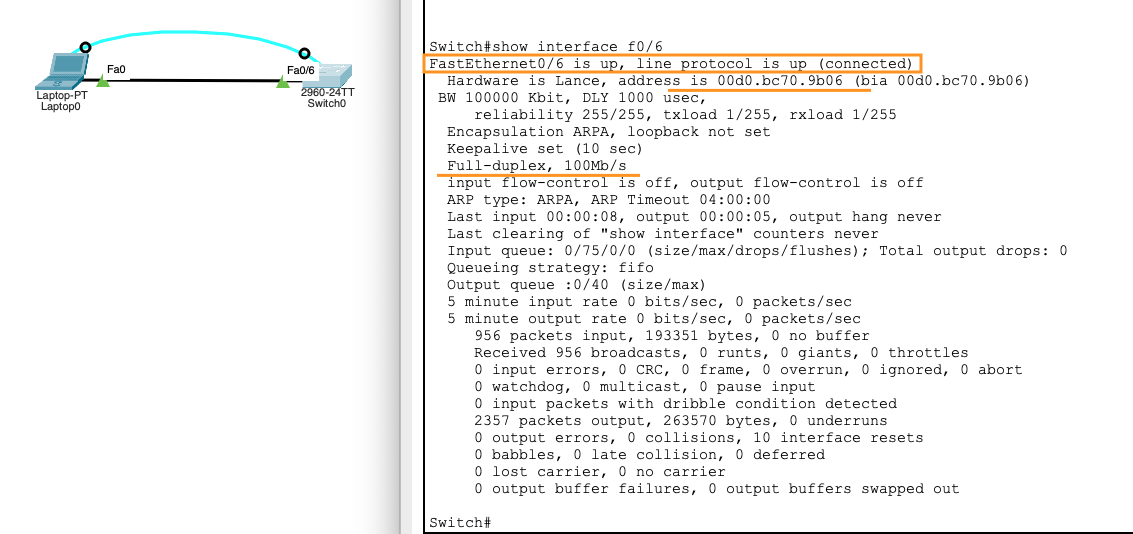 Fa0
Fa0/6
Laptop-PT
Laptop0
2960-24TT
Switch0
Switch#show interface f0/6
FastEthernet0/6 is up, line protocol is up (connected)
Hardware is Lance, address is 00d0.bc70.9b06 (bia 00d0.bc70.9b06)
BW 100000 Kbit, DLY 1000 usec,
reliability 255/255, txload 1/255, rxload 1/255
Encapsulation ARPA, loopback not set
Keepalive set (10 sec)
Full-duplex, 100Mb/s
input flow-control is off, output flow-control is off
ARP type: ARPA, ARP Timeout 04:00:00
Last input 00:00:08, output 00:00:05, output hang never
Last clearing of "show interface" counters never
Input queue: 0/75/0/0 (size/max/drops/flushes); Total output drops: 0
Queueing strategy: fifo
Output queue :0/40 (size/max)
5 minute input rate 0 bits/sec, 0 packets/sec
5 minute output rate 0 bits/sec, 0 packets/sec
956 packets input, 193351 bytes, 0 no buffer
Received 956 broadcasts, 0 runts, 0 giants, 0 throttles
0 input errors, 0 CRC, 0 frame, 0 overrun, 0 ignored, 0 abort
0 watchdog, 0 multicast, 0 pause input
0 input packets with dribble condition detected
2357 packets output, 263570 bytes, 0 underruns
0 output errors, 0 collisions, 10 interface resets
0 babbles, 0 late collision, 0 deferred
0 lost carrier, 0 no carrier
0 output buffer failures, 0 output buffers swapped out
Switch#